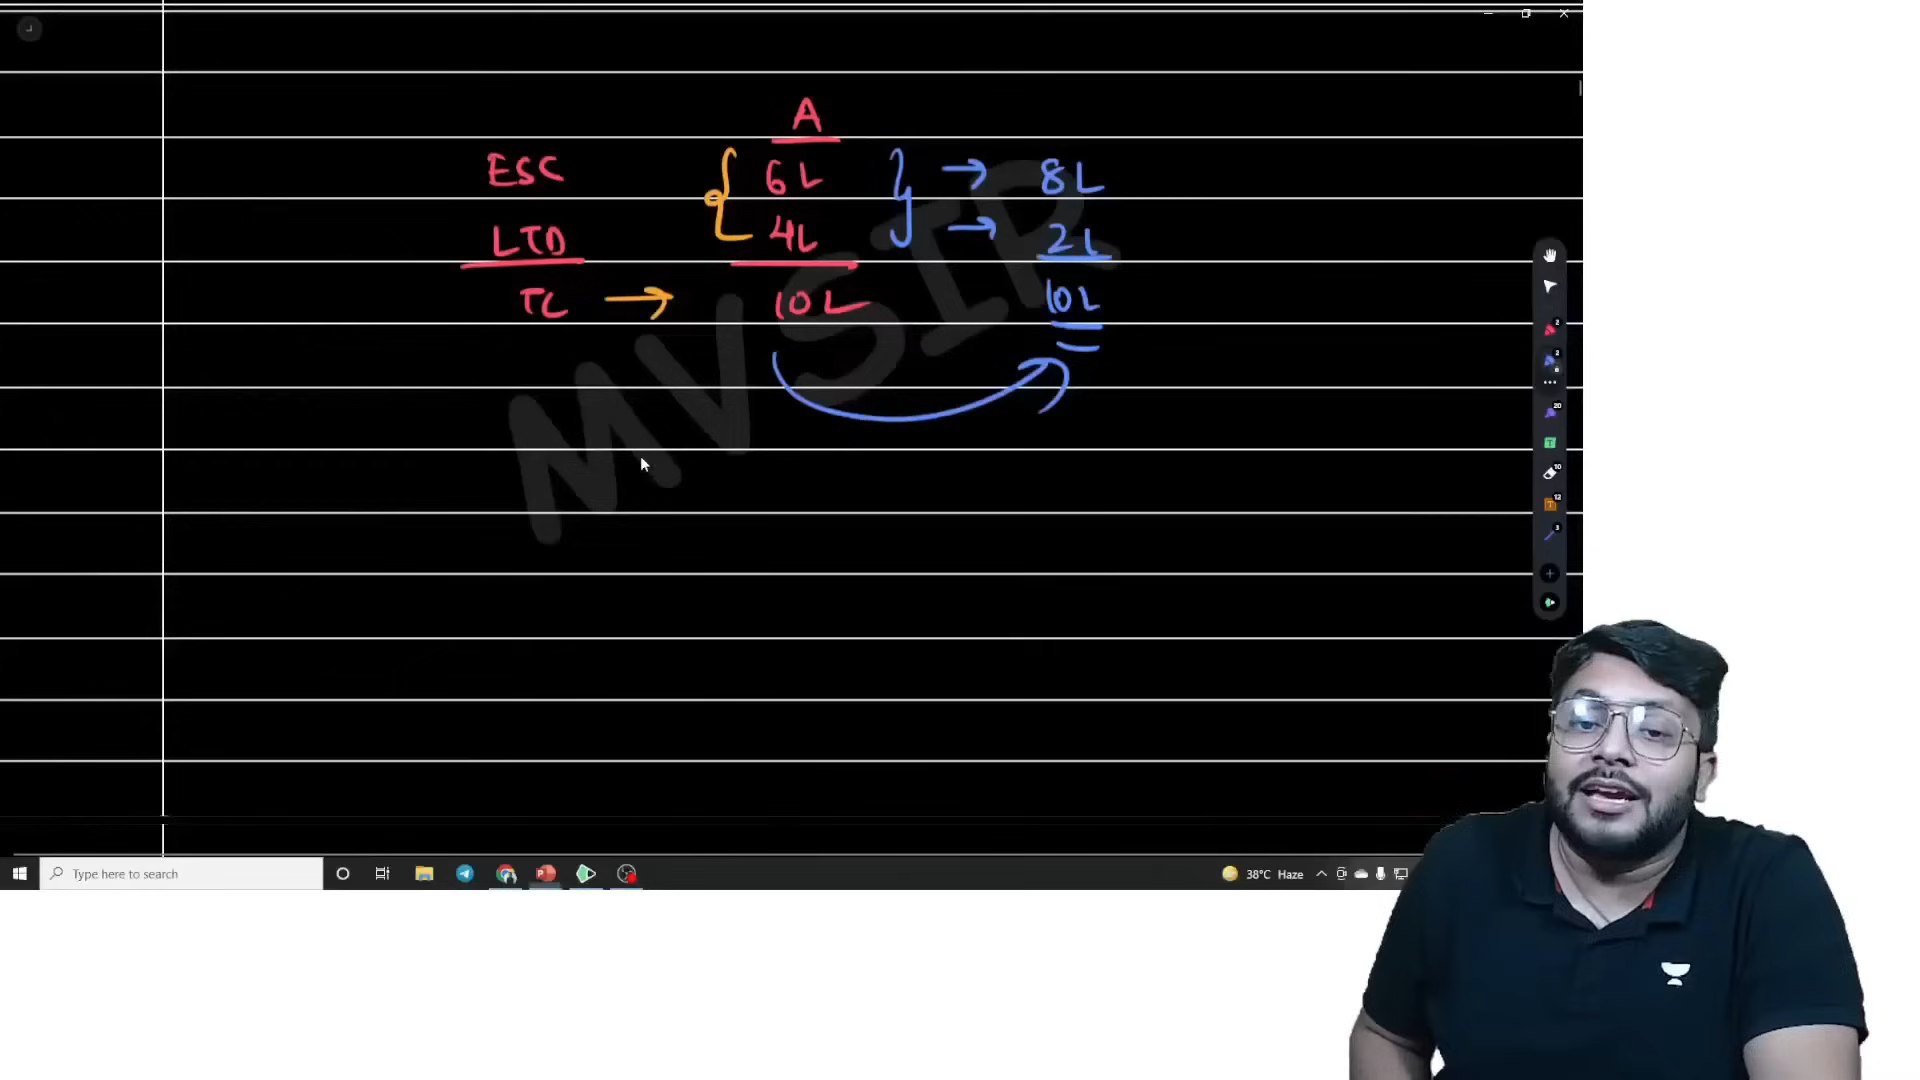 A
ESC 6L → 8L
LTD 4L → 2L
TC → 10L 10L
MVSIR
Type here to search
38°C Haze